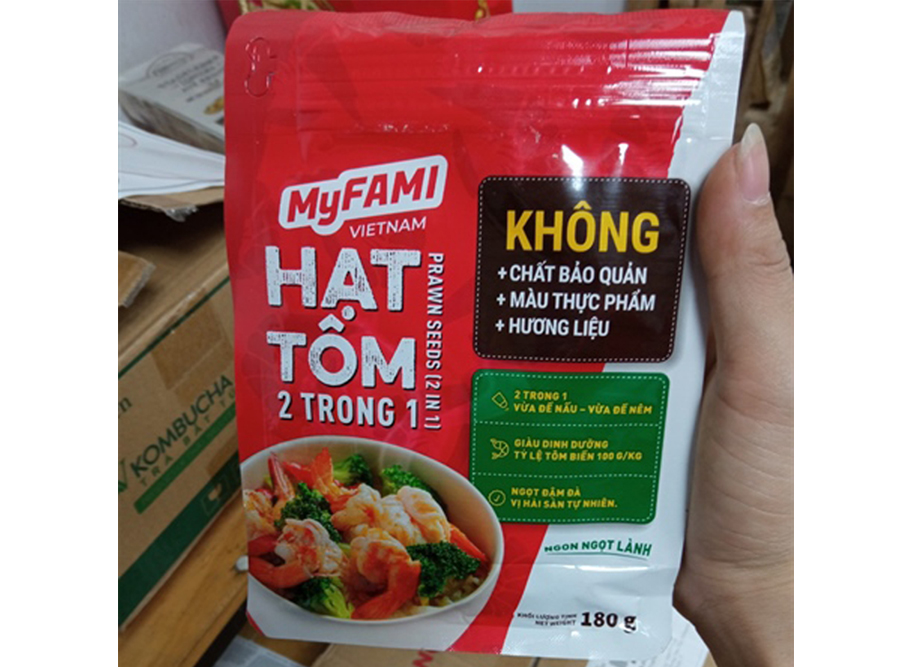 MyFAMI
VIETNAM
HẠT
TÔM
2 TRONG 1
PRAWN SEEDS (2 IN 1)
KHÔNG
+ CHẤT BẢO QUẢN
+ MÀU THỰC PHẨM
+ HƯƠNG LIỆU
2 TRONG 1
VỪA ĐỂ NẤU – VỪA ĐỂ NÊM
GIÀU DINH DƯỠNG
TỶ LỆ TÔM BIỂN 100 G/KG
NGỌT ĐẬM ĐÀ
VỊ HẢI SẢN TỰ NHIÊN.
NGON NGỌT LÀNH
KHỐI LƯỢNG TỊNH
NET WEIGHT
180 g
KOMBUCHA